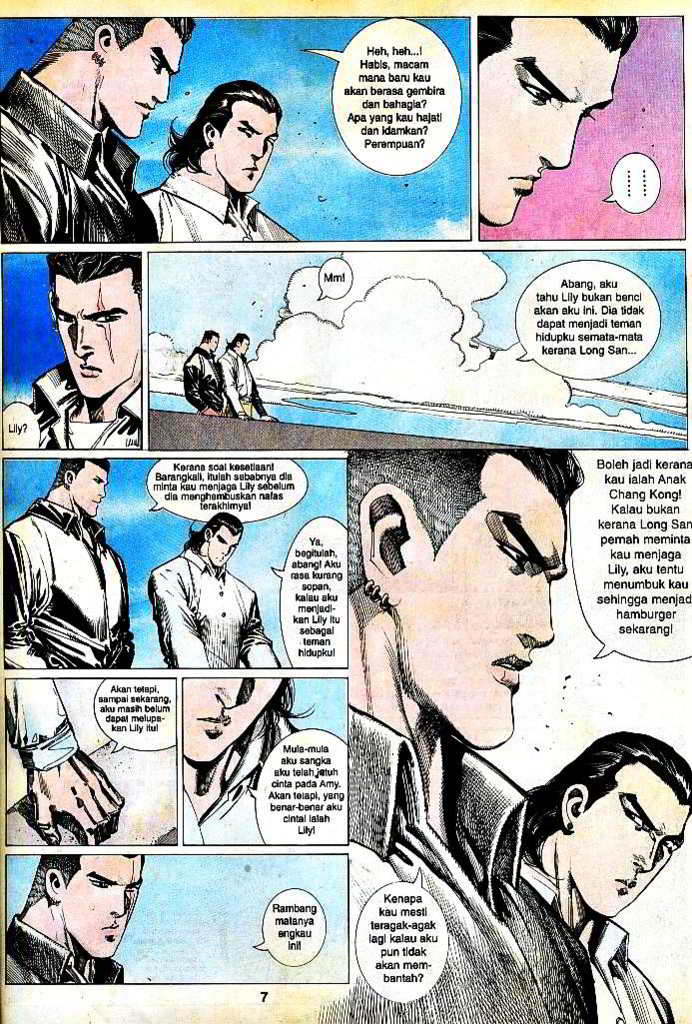 Heh, heh...!
Habis, macam
mana baru kau
akan berasa gembira
dan bahagia?
Apa yang kau hajati
dan idamkan?
Perempuan?
Lily?
Mm!
Abang, aku
tahu Lily bukan benci
akan aku ini. Dia tidak
dapat menjadi teman
hidupku semata-mata
kerana Long San...
Kerana soal kesetiaan!
Barangkali, itulah sebabnya dia
minta kau menjaga Lily sebelum
dia menghembuskan nafas
terakhirnya!
Ya,
begitulah,
abang! Aku
rasa kurang
sopan,
kalau aku
menjadi-
kan Lily itu
sebagai
teman
hidupku!
Boleh jadi kerana
kau ialah Anak
Chang Kong!
Kalau bukan
kerana Long San
pernah meminta
kau menjaga
Lily, aku tentu
menumbuk kau
sehingga menjad
hamburger
sekarang!
Akan tetapi,
sampai sekarang,
aku masih belum
dapat melupa-
kan Lily itu!
Mula-mula
aku sangka
aku telah jatuh
cinta pada Amy.
Akan tetapi, yang
benar-benar aku
cintai ialah
Lily!
Rambang
matanya
engkau
ini!
Kenapa
kau mesti
teragak-agak
lagi kalau aku
pun tidak
akan mem-
bantah?
7